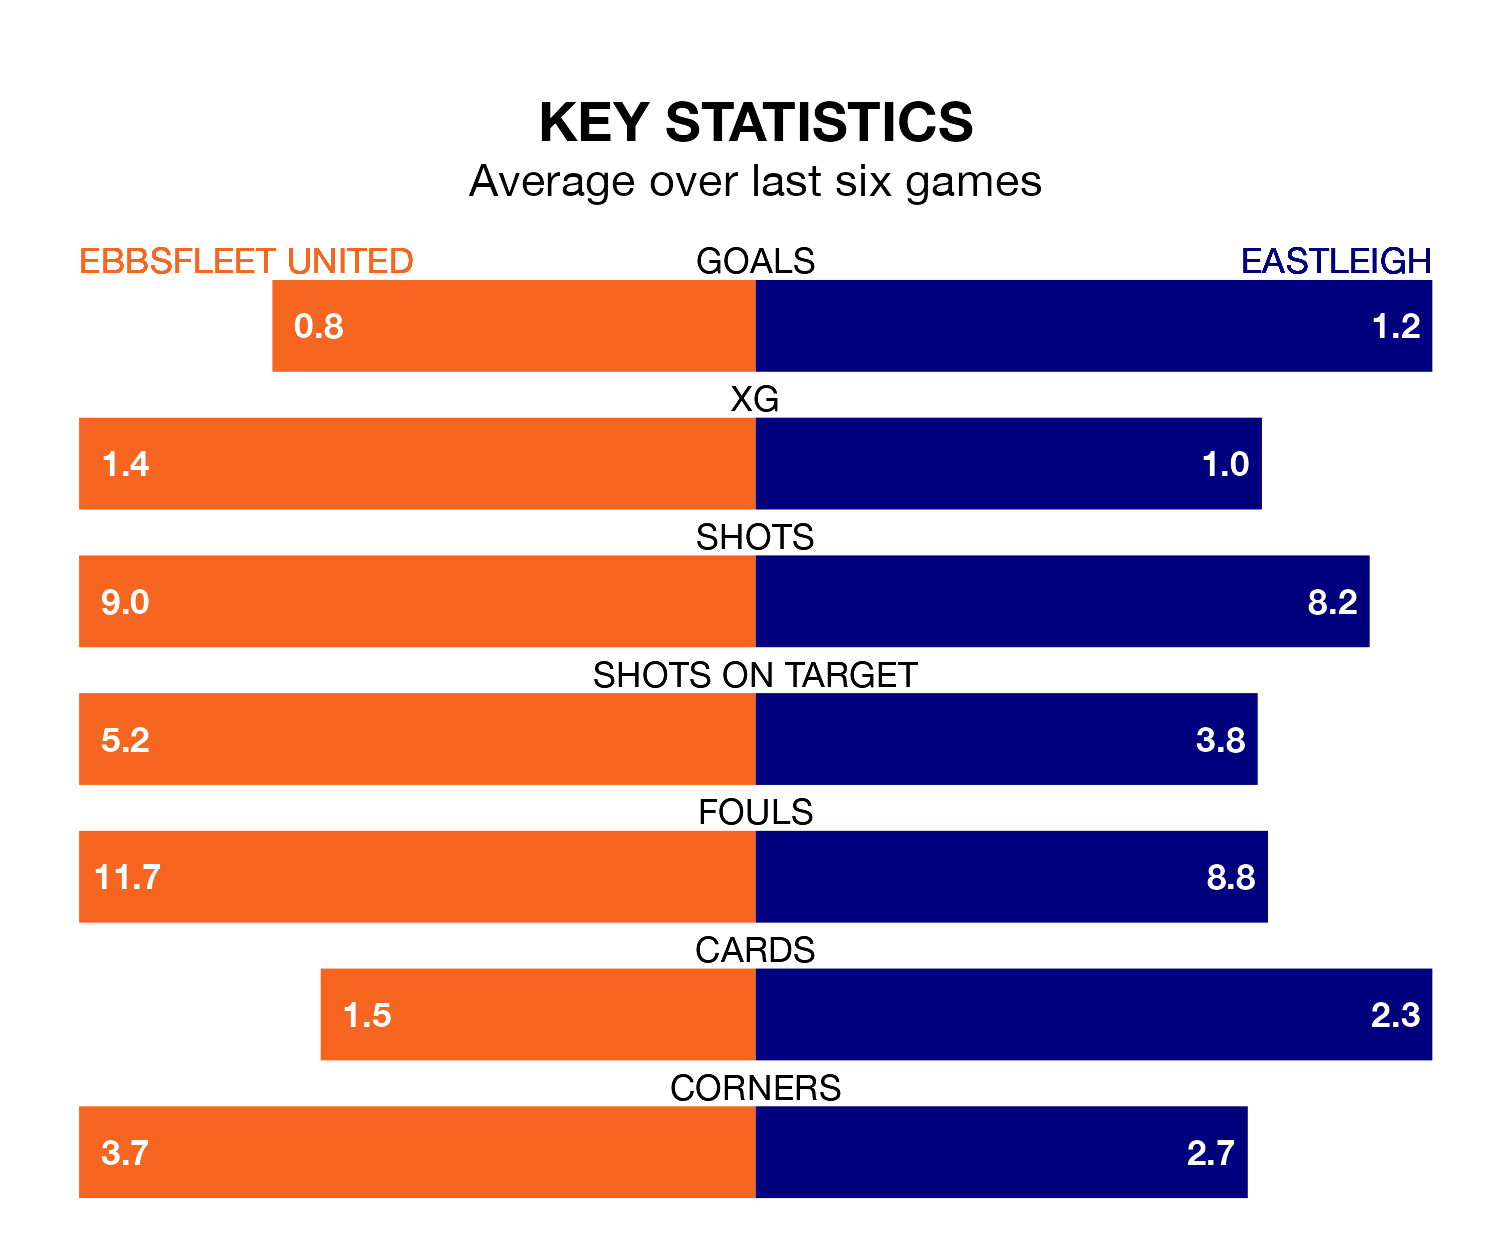 KEY STATISTICS
Average over last six games
EBBSFLEET UNITED GOALS EASTLEIGH
0.8 1.2
XG
1.4 1.0
SHOTS
9.0 8.2
SHOTS ON TARGET
5.2 3.8
FOULS
11.7 8.8
CARDS
1.5 2.3
CORNERS
3.7 2.7